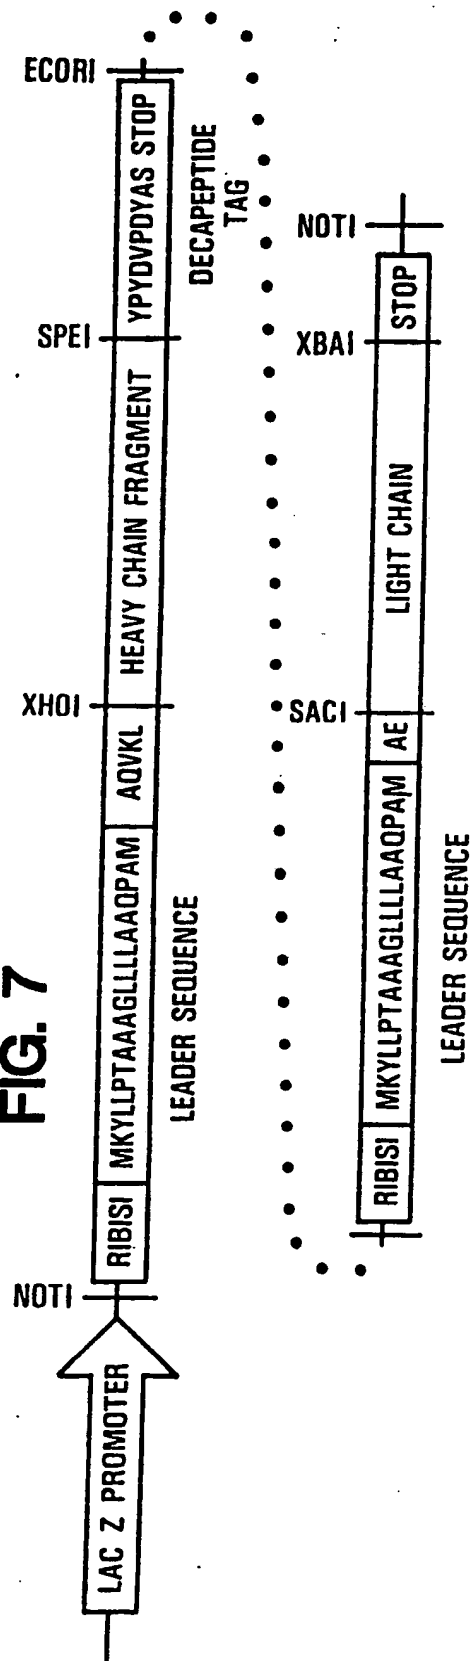 FIG. 7
LAC Z PROMOTER
NOTI
RIBISI
MKYLLPTAAAGLLLLAAQPAM
LEADER SEQUENCE
AQVKL
XHOI
HEAVY CHAIN FRAGMENT
SPEI
YPYDVPDYAS STOP
DECAPEPTIDE
TAG
ECORI
RIBISI
MKYLLPTAAAGLLLLAAQPAM
LEADER SEQUENCE
AE
SACI
LIGHT CHAIN
XBAI
STOP
NOTI